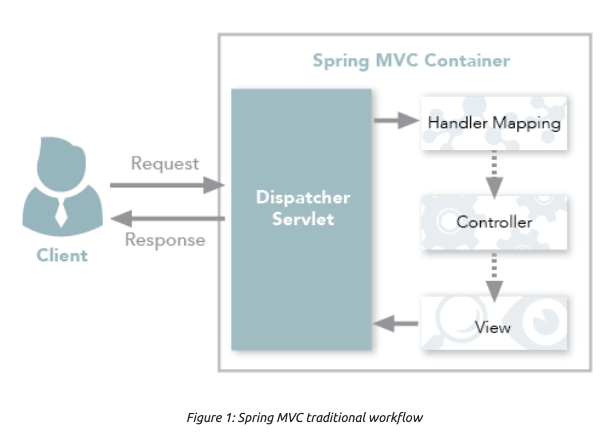 Spring MVC Container
Handler Mapping
Request
Dispatcher
Servlet
Controller
Response
Client
View
Figure 1: Spring MVC traditional workflow